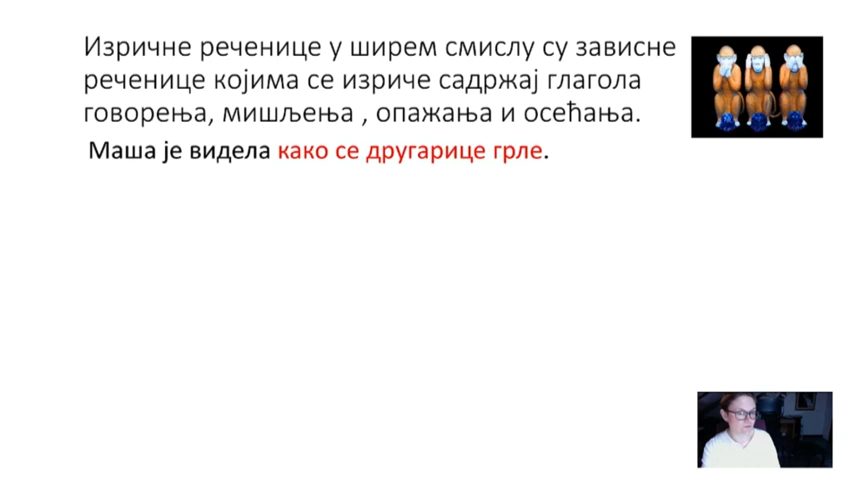 Изричне реченице у ширем смислу су зависне
реченице којима се изриче садржај глагола
говорења, мишљења , опажања и осећања.
Маша је видела како се другарице грле.